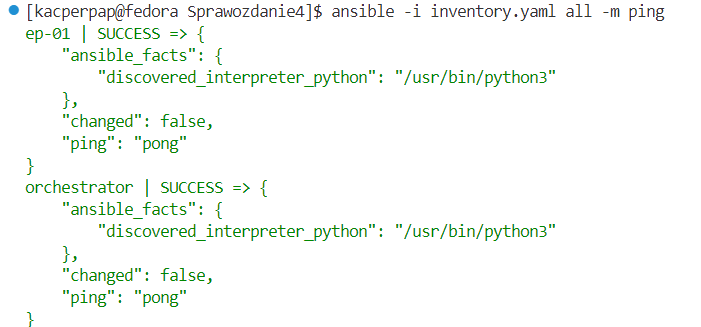 [kacperpap@fedora Sprawozdanie4]$ ansible -i inventory.yaml all -m ping
ep-01 | SUCCESS => {
    "ansible_facts": {
        "discovered_interpreter_python": "/usr/bin/python3"
    },
    "changed": false,
    "ping": "pong"
}
orchestrator | SUCCESS => {
    "ansible_facts": {
        "discovered_interpreter_python": "/usr/bin/python3"
    },
    "changed": false,
    "ping": "pong"
}